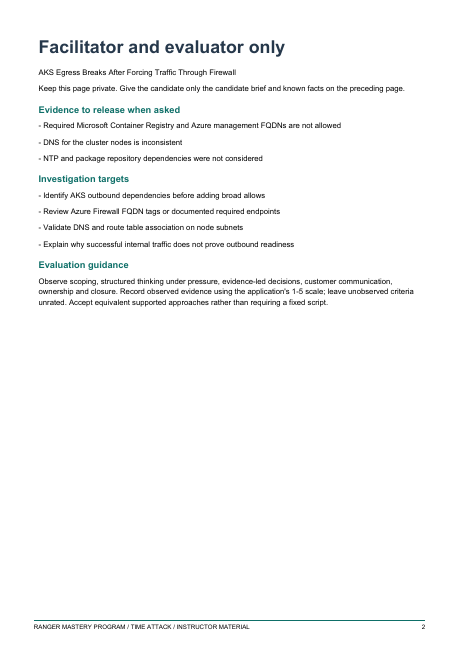 Facilitator and evaluator only
AKS Egress Breaks After Forcing Traffic Through Firewall
Keep this page private. Give the candidate only the candidate brief and known facts on the preceding page.
Evidence to release when asked
- Required Microsoft Container Registry and Azure management FQDNs are not allowed
- DNS for the cluster nodes is inconsistent
- NTP and package repository dependencies were not considered
Investigation targets
- Identify AKS outbound dependencies before adding broad allows
- Review Azure Firewall FQDN tags or documented required endpoints
- Validate DNS and route table association on node subnets
- Explain why successful internal traffic does not prove outbound readiness
Evaluation guidance
Observe scoping, structured thinking under pressure, evidence-led decisions, customer communication,
ownership and closure. Record observed evidence using the application's 1-5 scale; leave unobserved criteria
unrated. Accept equivalent supported approaches rather than requiring a fixed script.
RANGER MASTERY PROGRAM / TIME ATTACK / INSTRUCTOR MATERIAL 2